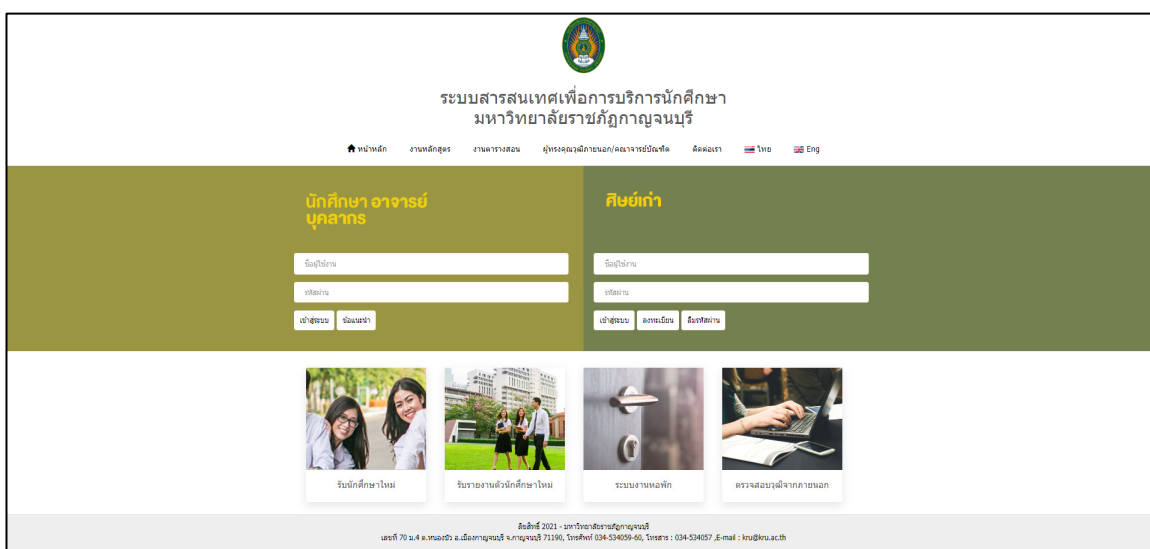 ระบบสารสนเทศเพื่อการบริการนักศึกษา
มหาวิทยาลัยราชภัฏกาญจนบุรี
หน้าหลัก งานหลักสูตร งานตารางสอน ผู้ทรงคุณวุฒิภายนอก/คณาจารย์บัณฑิต ติดต่อเรา ไทย Eng
นักศึกษา อาจารย์
บุคลากร
ชื่อผู้ใช้งาน
รหัสผ่าน
เข้าสู่ระบบ ข้อแนะนำ
ศิษย์เก่า
ชื่อผู้ใช้งาน
รหัสผ่าน
เข้าสู่ระบบ ลงทะเบียน ลืมรหัสผ่าน
รับนักศึกษาใหม่ รับรายงานตัวนักศึกษาใหม่ ระบบงานหอพัก ตรวจสอบวุฒิจากภายนอก
ลิขสิทธิ์ 2021 - มหาวิทยาลัยราชภัฏกาญจนบุรี
เลขที่ 70 ม.4 ต.หนองบัว อ.เมืองกาญจนบุรี จ.กาญจนบุรี 71190, โทรศัพท์ 034-534059-60, โทรสาร : 034-534057 ,E-mail : kru@kru.ac.th